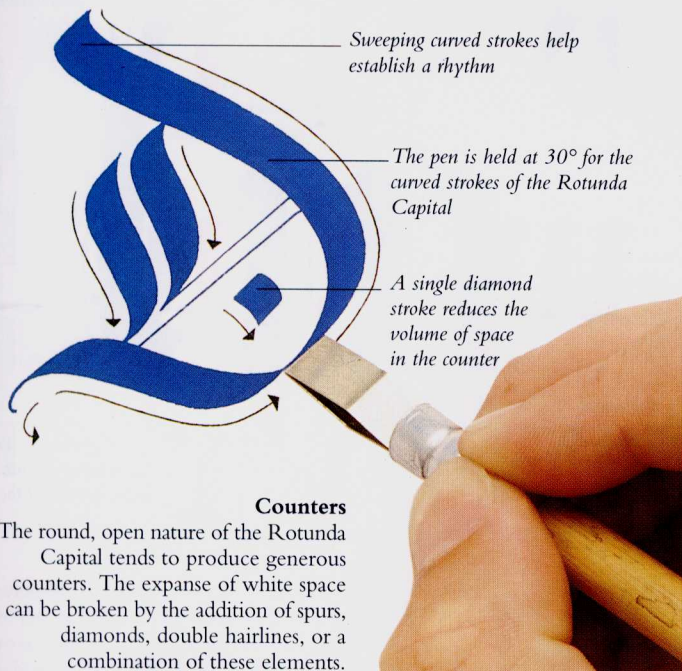 Sweeping curved strokes help
establish a rhythm
The pen is held at 30° for the
curved strokes of the Rotunda
Capital
A single diamond
stroke reduces the
volume of space
in the counter
Counters
The round, open nature of the Rotunda
Capital tends to produce generous
counters. The expanse of white space
can be broken by the addition of spurs,
diamonds, double hairlines, or a
combination of these elements.